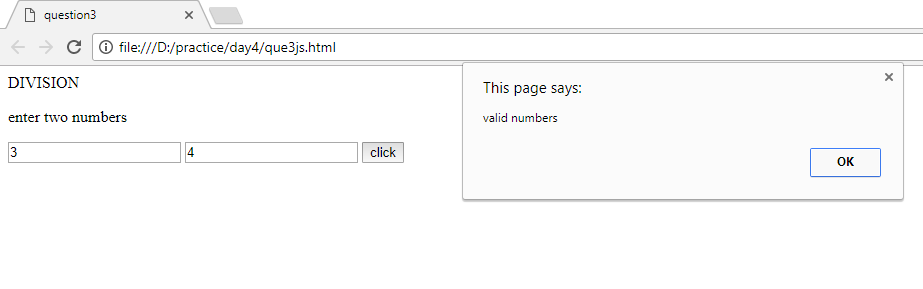 question3
file:///D:/practice/day4/que3js.html
DIVISION
enter two numbers
3 4 click
This page says:
valid numbers
OK